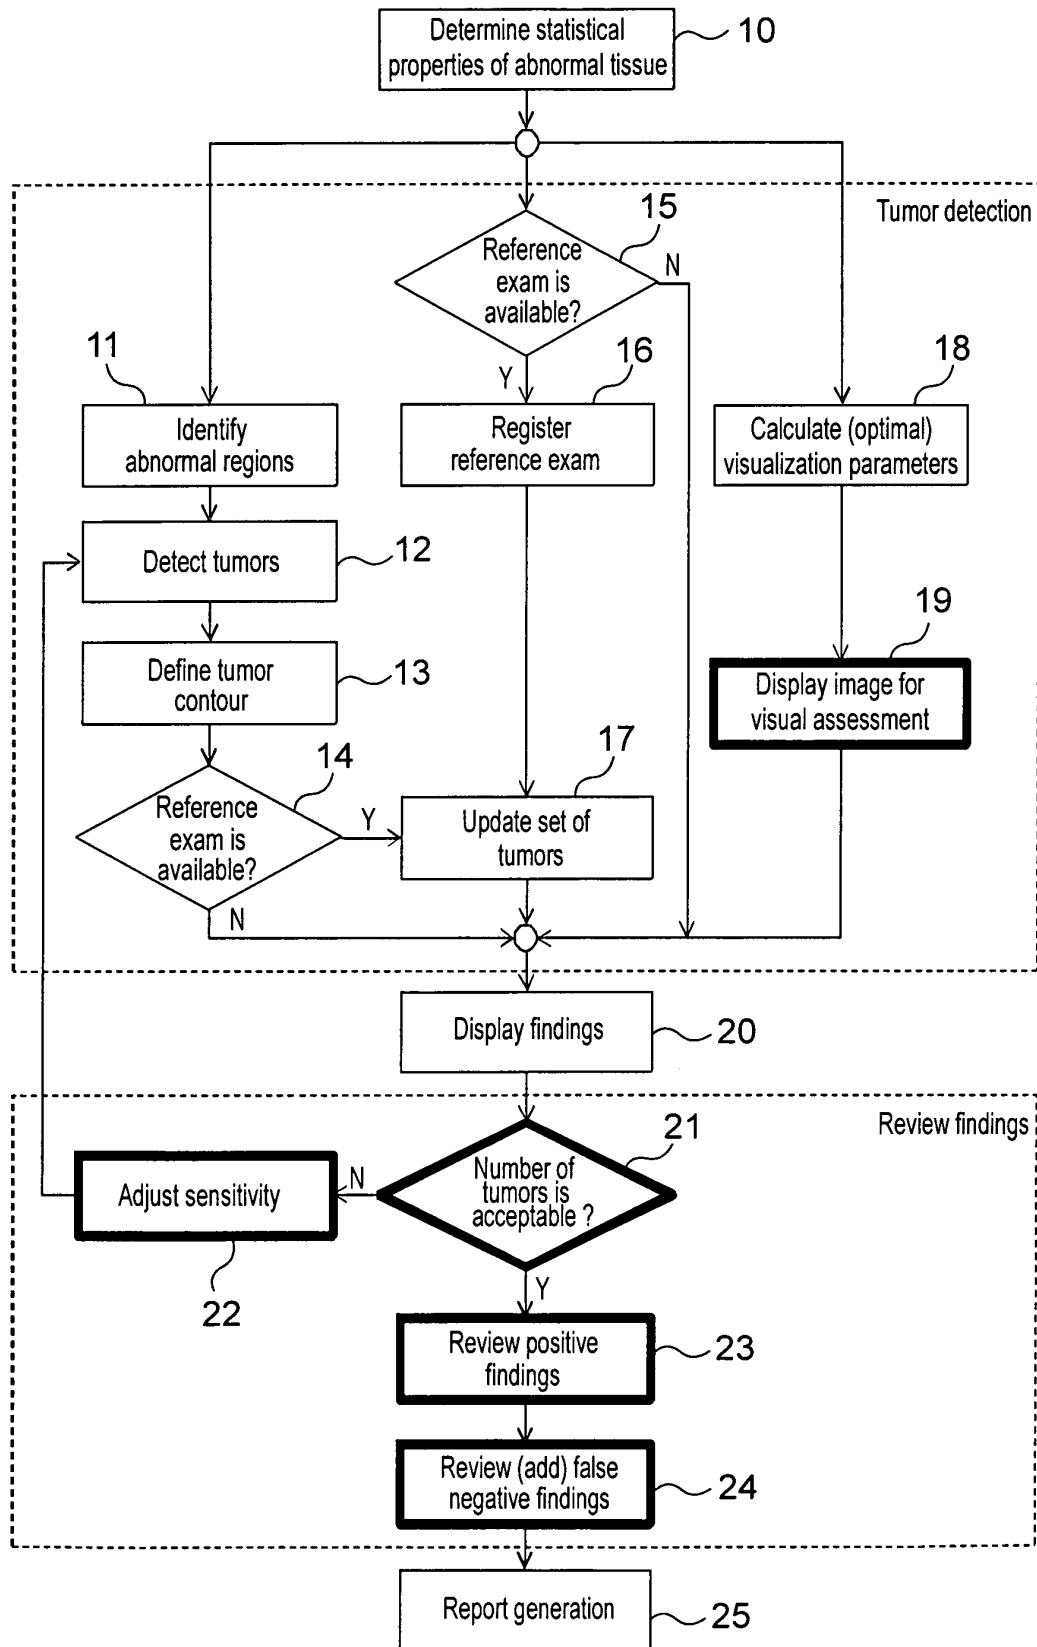 Determine statistical
properties of abnormal tissue
10
Tumor detection
15
Reference
exam is
available?
N
Y
11
Identify
abnormal regions
16
Register
reference exam
18
Calculate (optimal)
visualization parameters
Detect tumors
12
Define tumor
contour
13
19
Display image for
visual assessment
14
Reference
exam is
available?
Y
N
17
Update set of
tumors
Display findings
20
Review findings
21
Number of
tumors is
acceptable ?
N
Y
Adjust sensitivity
22
Review positive
findings
23
Review (add) false
negative findings
24
Report generation
25